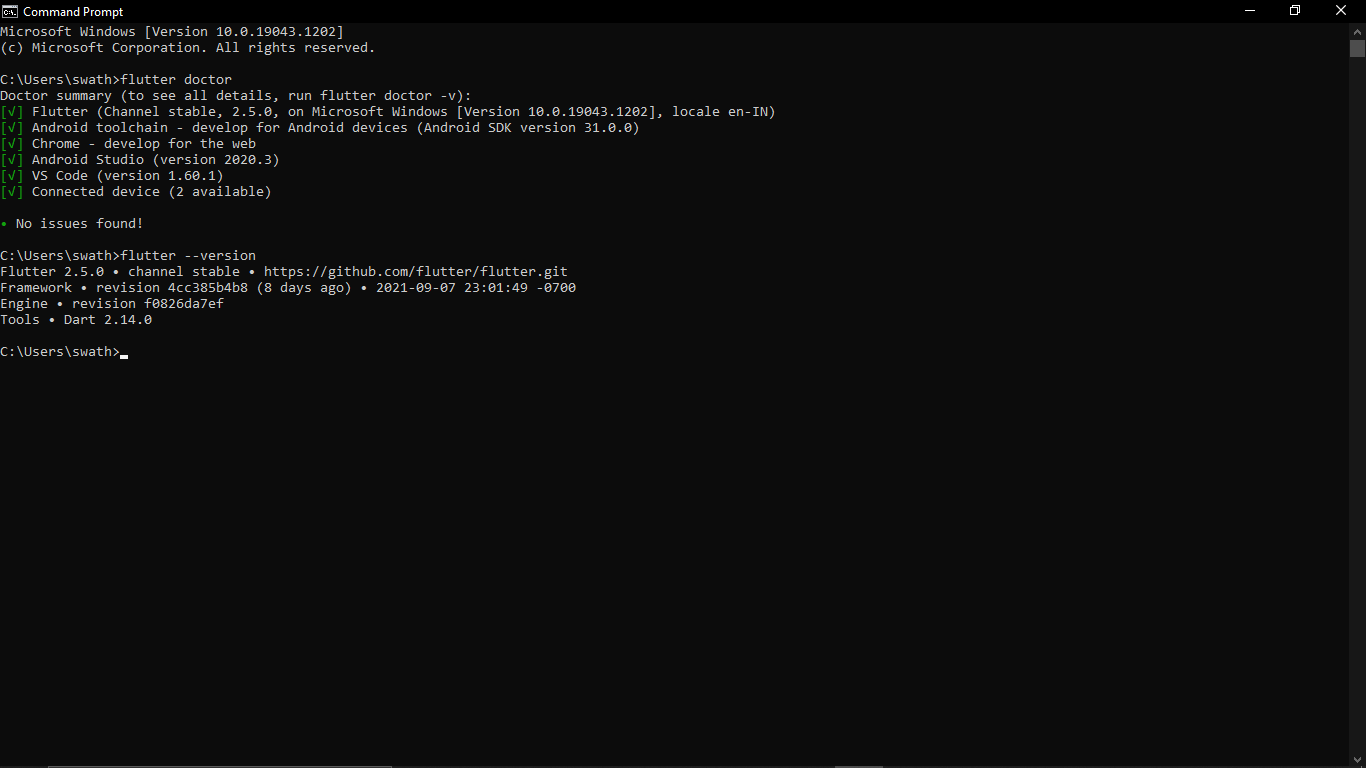 Command Prompt
Microsoft Windows [Version 10.0.19043.1202]
(c) Microsoft Corporation. All rights reserved.
C:\Users\swath>flutter doctor
Doctor summary (to see all details, run flutter doctor -v):
[√] Flutter (Channel stable, 2.5.0, on Microsoft Windows [Version 10.0.19043.1202], locale en-IN)
[√] Android toolchain - develop for Android devices (Android SDK version 31.0.0)
[√] Chrome - develop for the web
[√] Android Studio (version 2020.3)
[√] VS Code (version 1.60.1)
[√] Connected device (2 available)
• No issues found!
C:\Users\swath>flutter --version
Flutter 2.5.0 • channel stable • https://github.com/flutter/flutter.git
Framework • revision 4cc385b4b8 (8 days ago) • 2021-09-07 23:01:49 -0700
Engine • revision f0826da7ef
Tools • Dart 2.14.0
C:\Users\swath>